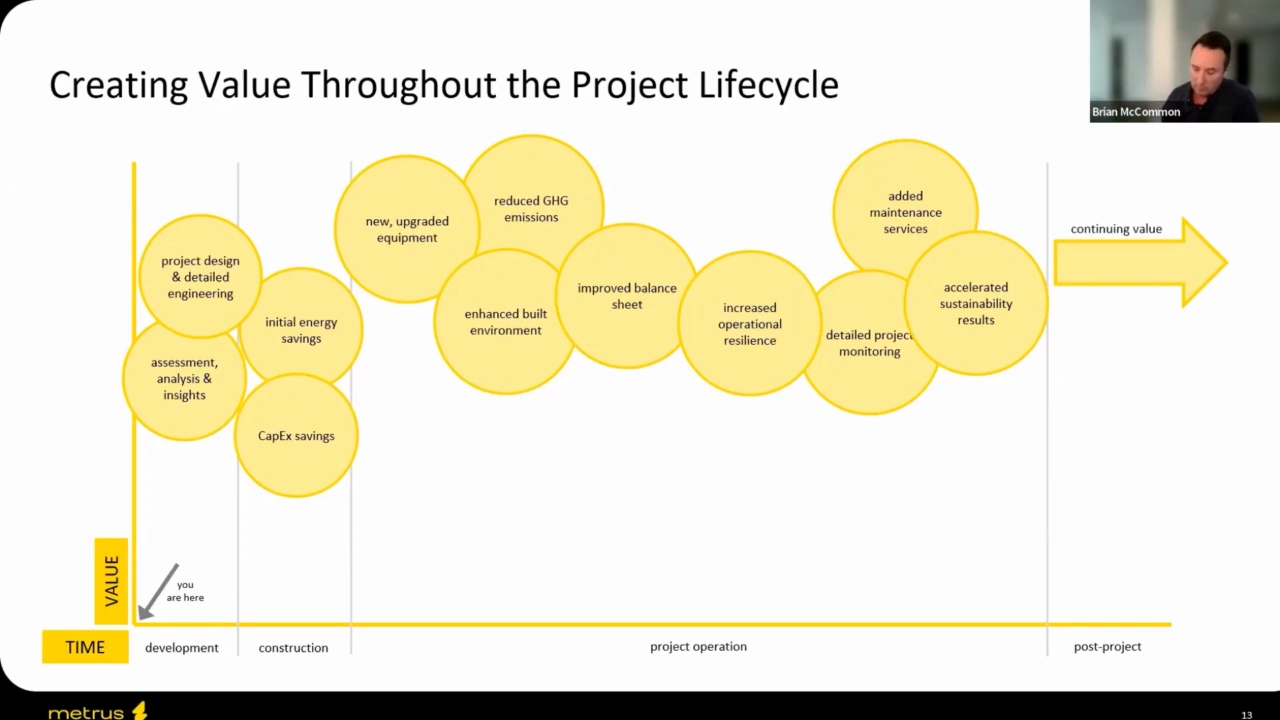 Creating Value Throughout the Project Lifecycle
Brian McCommon
project design
& detailed
engineering
assessment,
analysis &
insights
initial energy
savings
CapEx savings
new, upgraded
equipment
reduced GHG
emissions
enhanced built
environment
improved balance
sheet
increased
operational
resilience
added
maintenance
services
detailed project
monitoring
accelerated
sustainability
results
continuing value
VALUE
you
are here
TIME
development
construction
project operation
post-project
metrus
13